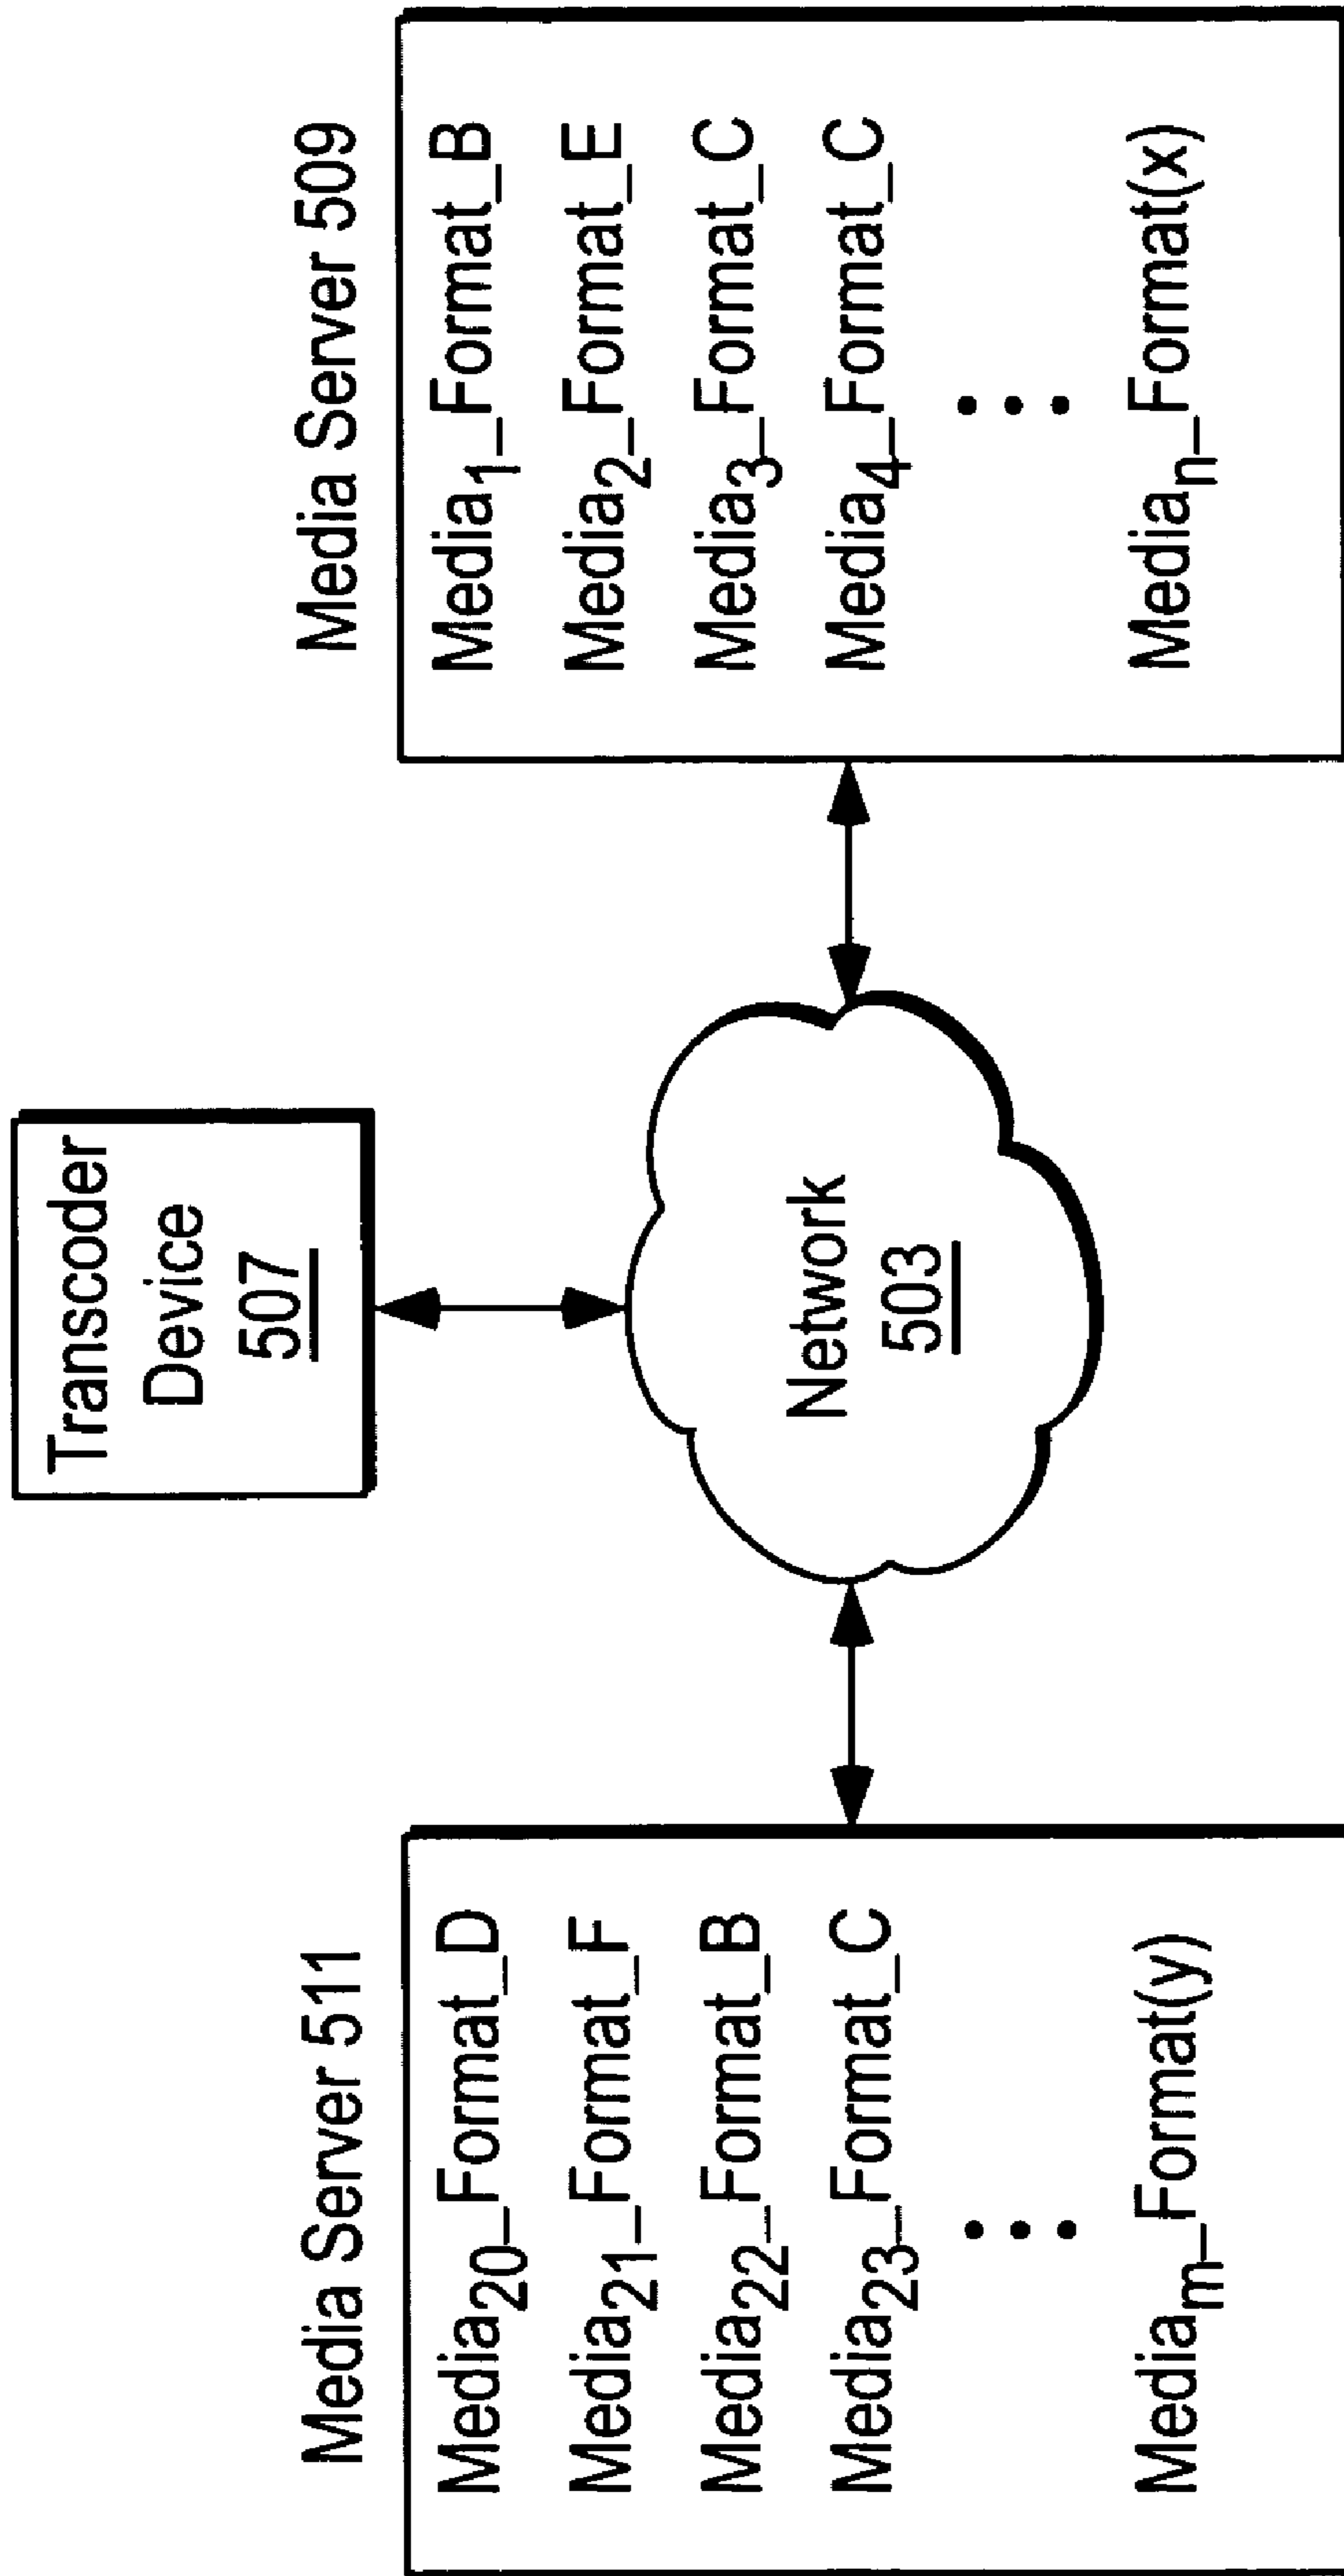 Transcoder
Device
507
Media Server 511
Media20_Format_D
Media21_Format_F
Media22_Format_B
Media23_Format_C
Mediam_Format(y)
Network
503
Media Server 509
Media1_Format_B
Media2_Format_E
Media3_Format_C
Media4_Format_C
Median_Format(x)